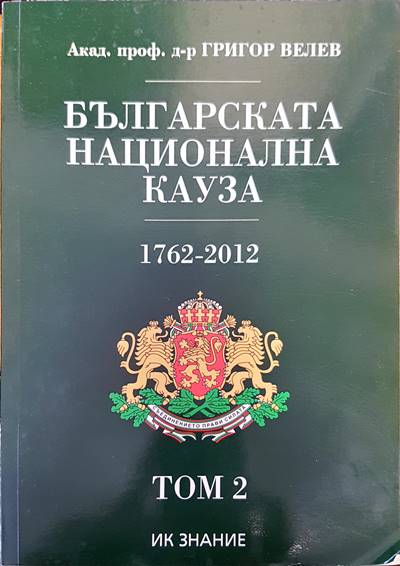 Акад. проф. д-р ГРИГОР ВЕЛЕВ
БЪЛГАРСКАТА
НАЦИОНАЛНА
КАУЗА
1762-2012
СЪЕДИНЕНИЕТО ПРАВИ СИЛАТА
ТОМ 2
ИК ЗНАНИЕ